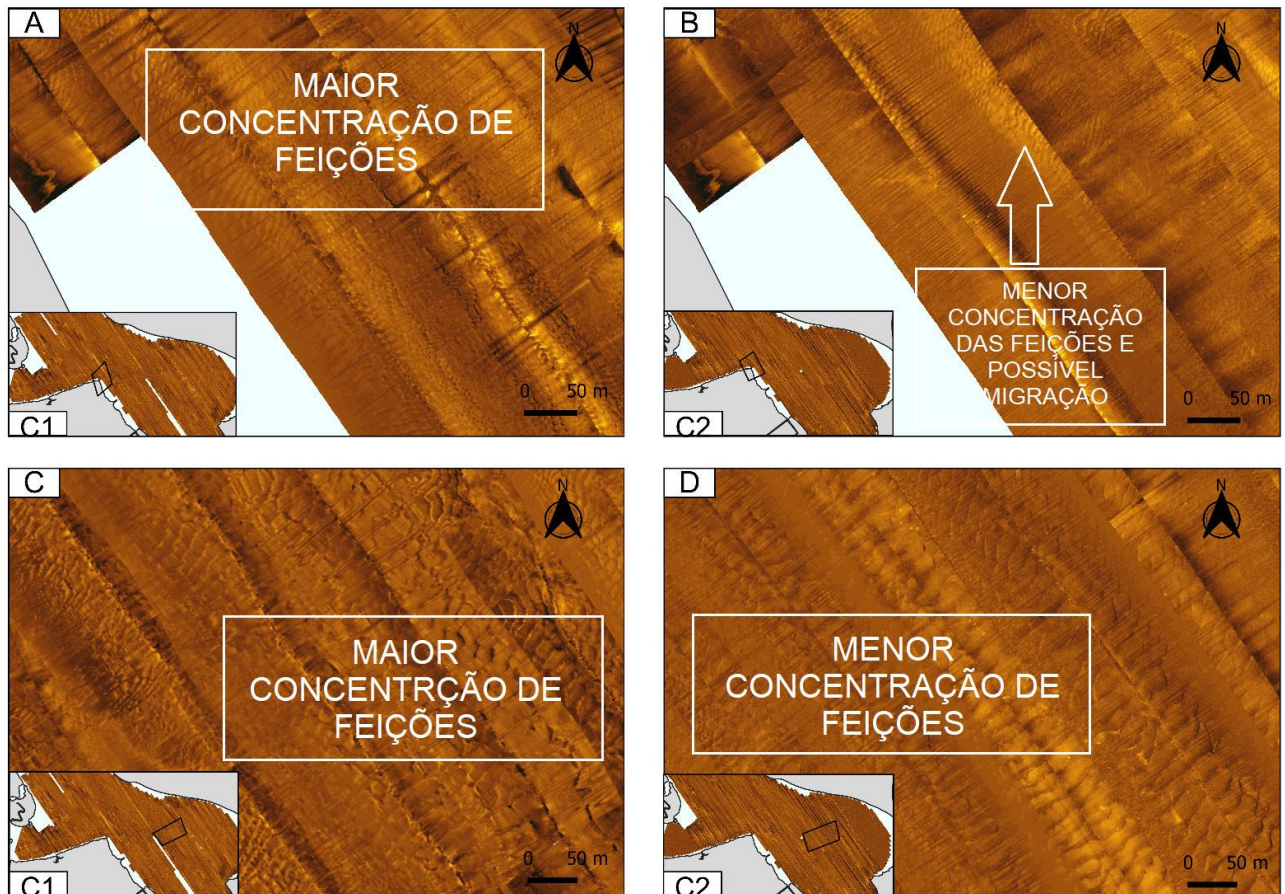 A
N
MAIOR
CONCENTRAÇÃO DE
FEIÇÕES
0 50 m
C1
B
N
MENOR
CONCENTRAÇÃO
DAS FEIÇÕES E
POSSÍVEL
MIGRAÇÃO
0 50 m
C2
C
N
MAIOR
CONCENTRÇÃO DE
FEIÇÕES
0 50 m
C1
D
N
MENOR
CONCENTRAÇÃO DE
FEIÇÕES
0 50 m
C2